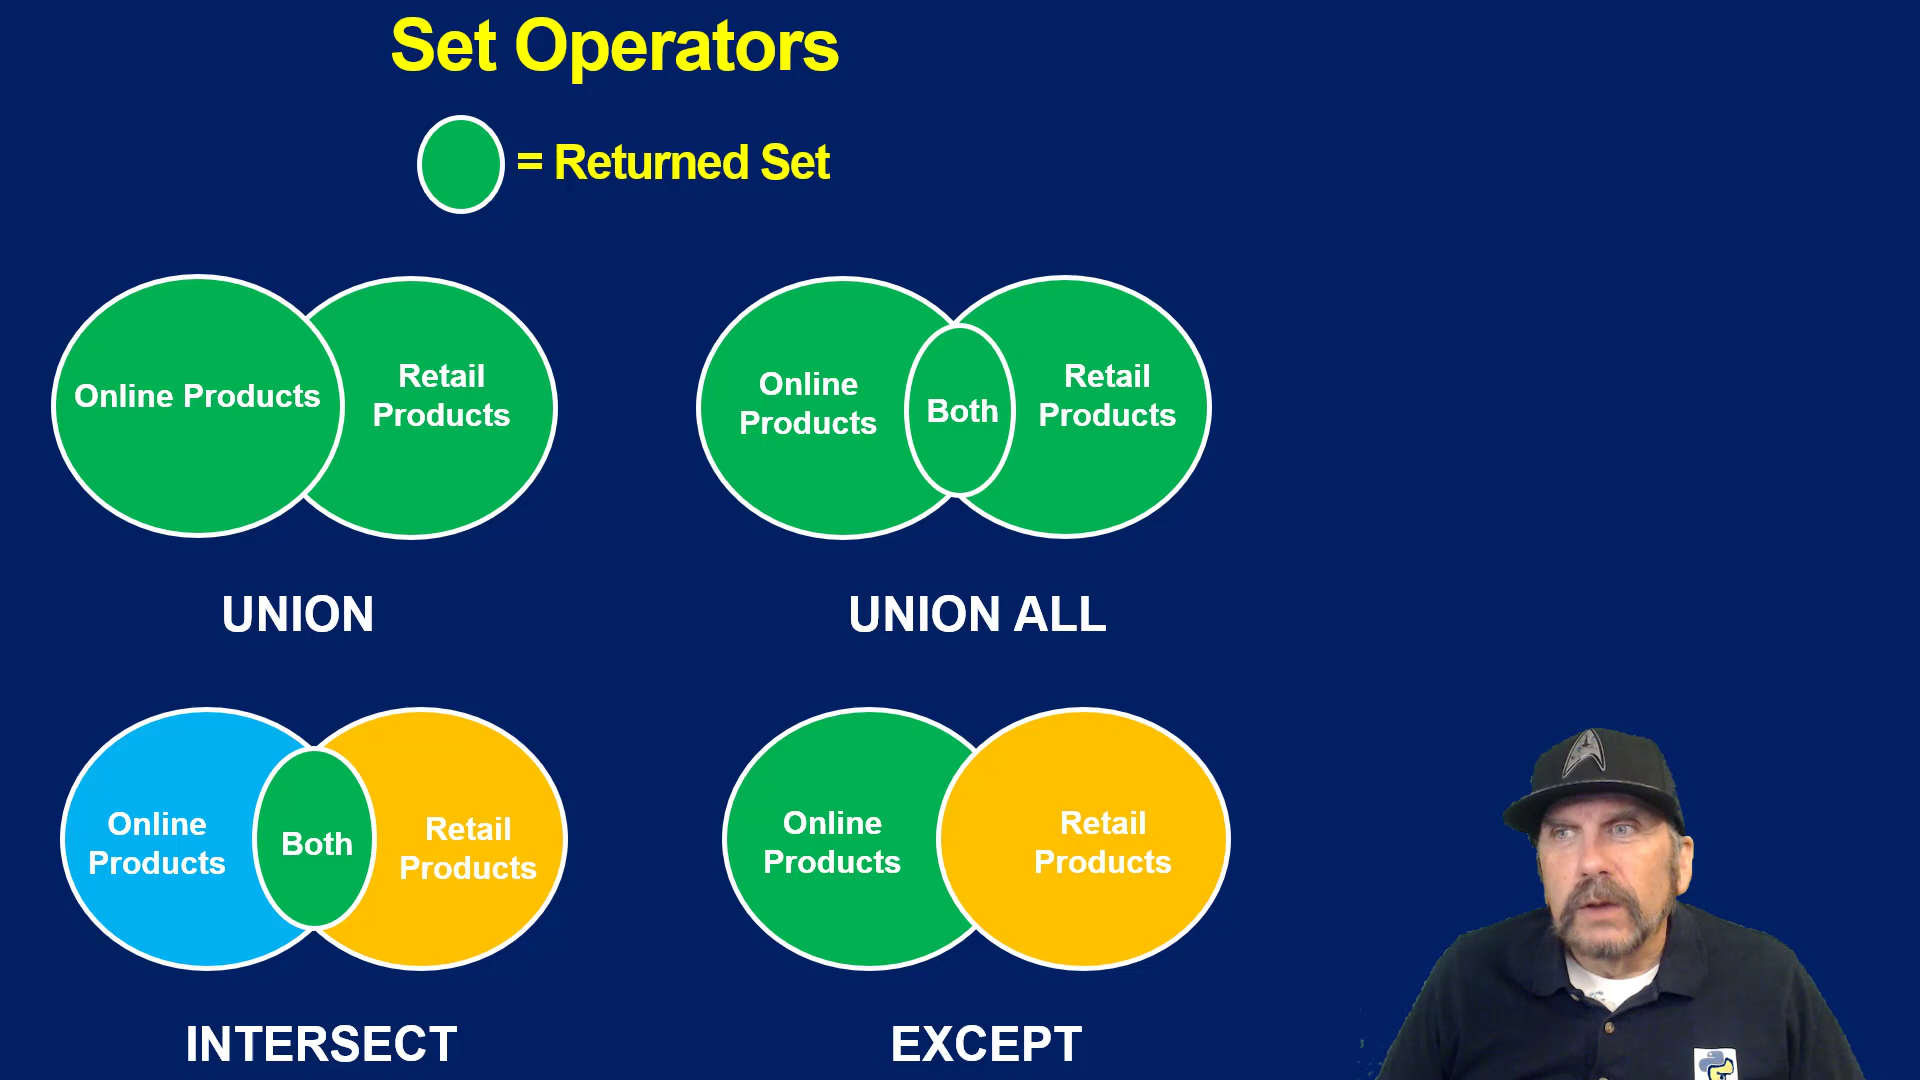 Set Operators
= Returned Set
Online Products
Retail
Products
UNION
Online
Products
Both
Retail
Products
UNION ALL
Online
Products
Both
Retail
Products
INTERSECT
Online
Products
Retail
Products
EXCEPT